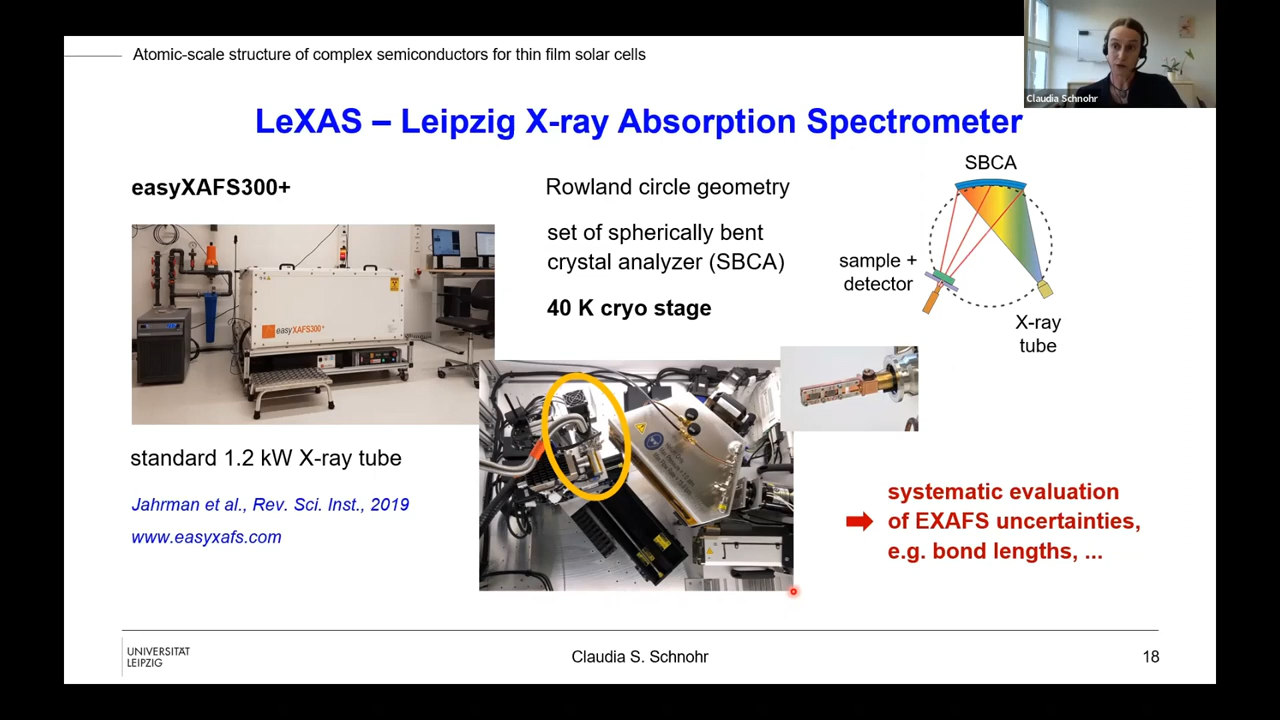 Atomic-scale structure of complex semiconductors for thin film solar cells
Claudia Schnohr
LeXAS – Leipzig X-ray Absorption Spectrometer
easyXAFS300+
easyXAFS300+
standard 1.2 kW X-ray tube
Jahrman et al., Rev. Sci. Inst., 2019
www.easyxafs.com
Rowland circle geometry
set of spherically bent
crystal analyzer (SBCA)
40 K cryo stage
SBCA
sample +
detector
X-ray
tube
systematic evaluation
of EXAFS uncertainties,
e.g. bond lengths, ...
UNIVERSITÄT
LEIPZIG
Claudia S. Schnohr
18